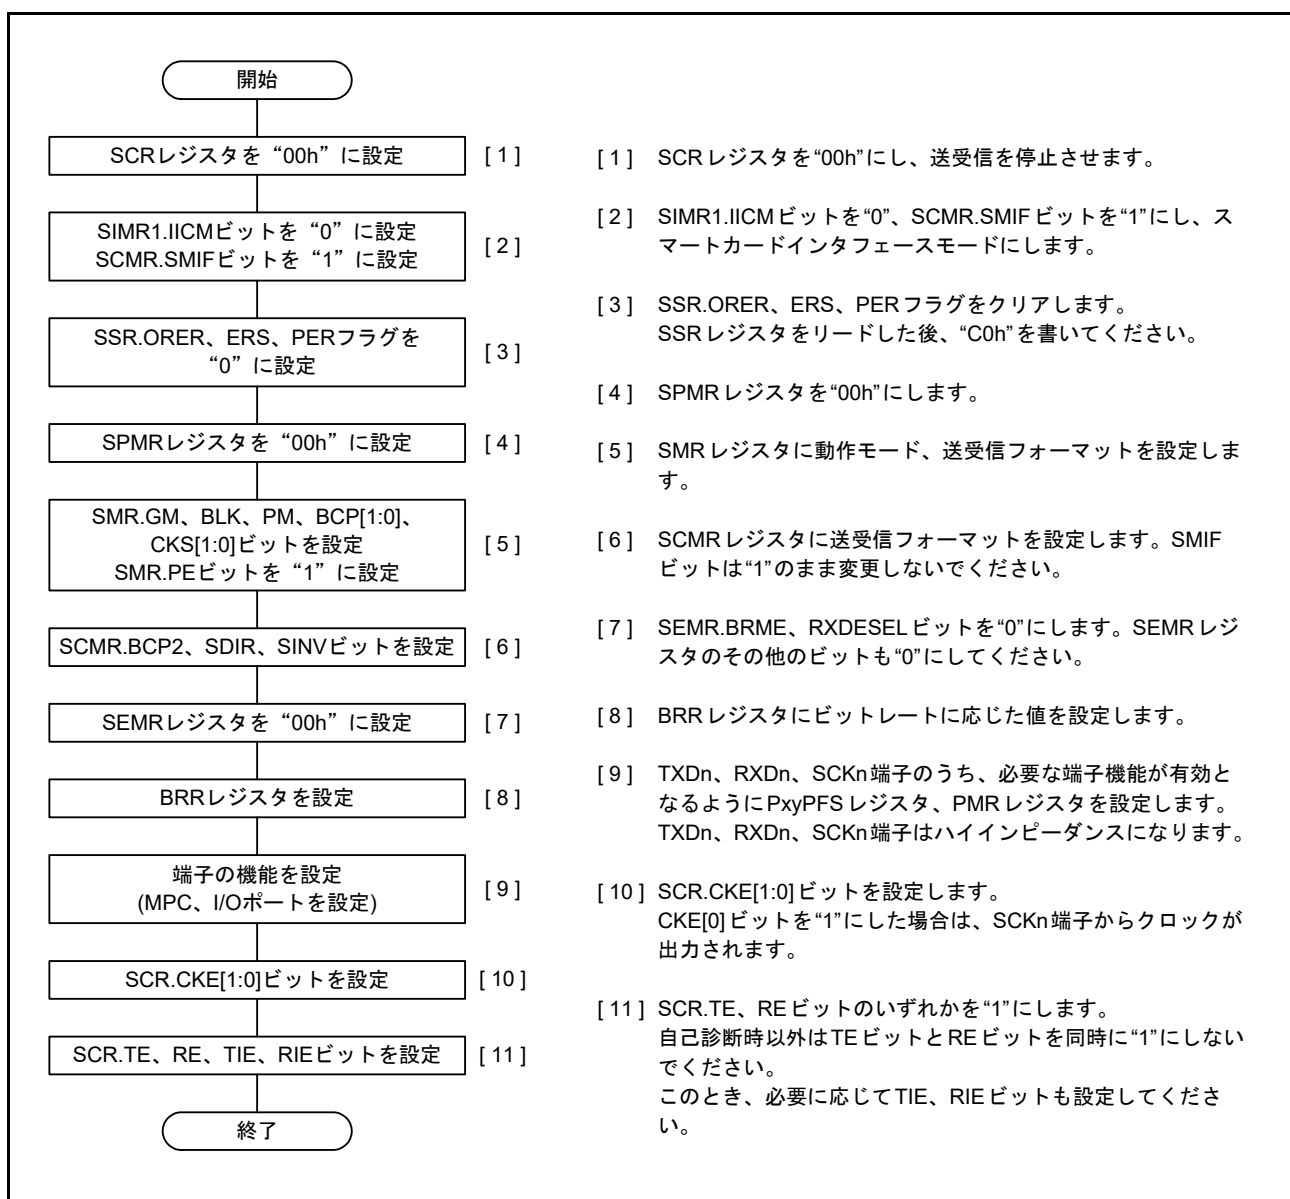 開始
SCRレジスタを“00h”に設定
[ 1 ]
SIMR1.IICMビットを“0”に設定
SCMR.SMIFビットを“1”に設定
[ 2 ]
SSR.ORER、ERS、PERフラグを
“0”に設定
[ 3 ]
SPMRレジスタを“00h”に設定
[ 4 ]
SMR.GM、BLK、PM、BCP[1:0]、
CKS[1:0]ビットを設定
SMR.PEビットを“1”に設定
[ 5 ]
SCMR.BCP2、SDIR、SINVビットを設定
[ 6 ]
SEMRレジスタを“00h”に設定
[ 7 ]
BRRレジスタを設定
[ 8 ]
端子の機能を設定
(MPC、I/Oポートを設定)
[ 9 ]
SCR.CKE[1:0]ビットを設定
[ 10 ]
SCR.TE、RE、TIE、RIEビットを設定
[ 11 ]
終了
[ 1 ] SCRレジスタを“00h”にし、送受信を停止させます。
[ 2 ] SIMR1.IICMビットを“0”、SCMR.SMIFビットを“1”にし、ス
マートカードインタフェースモードにします。
[ 3 ] SSR.ORER、ERS、PERフラグをクリアします。
SSRレジスタをリードした後、“C0h”を書いてください。
[ 4 ] SPMRレジスタを“00h”にします。
[ 5 ] SMRレジスタに動作モード、送受信フォーマットを設定しま
す。
[ 6 ] SCMRレジスタに送受信フォーマットを設定します。SMIF
ビットは“1”のまま変更しないでください。
[ 7 ] SEMR.BRME、RXDESELビットを“0”にします。SEMRレジ
スタのその他のビットも“0”にしてください。
[ 8 ] BRRレジスタにビットレートに応じた値を設定します。
[ 9 ] TXDn、RXDn、SCKn端子のうち、必要な端子機能が有効と
なるようにPxyPFSレジスタ、PMRレジスタを設定します。
TXDn、RXDn、SCKn端子はハイインピーダンスになります。
[ 10 ] SCR.CKE[1:0]ビットを設定します。
CKE[0]ビットを“1”にした場合は、SCKn端子からクロックが
出力されます。
[ 11 ] SCR.TE、REビットのいずれかを“1”にします。
自己診断時以外はTEビットとREビットを同時に“1”にしない
でください。
このとき、必要に応じてTIE、RIEビットも設定してくださ
い。